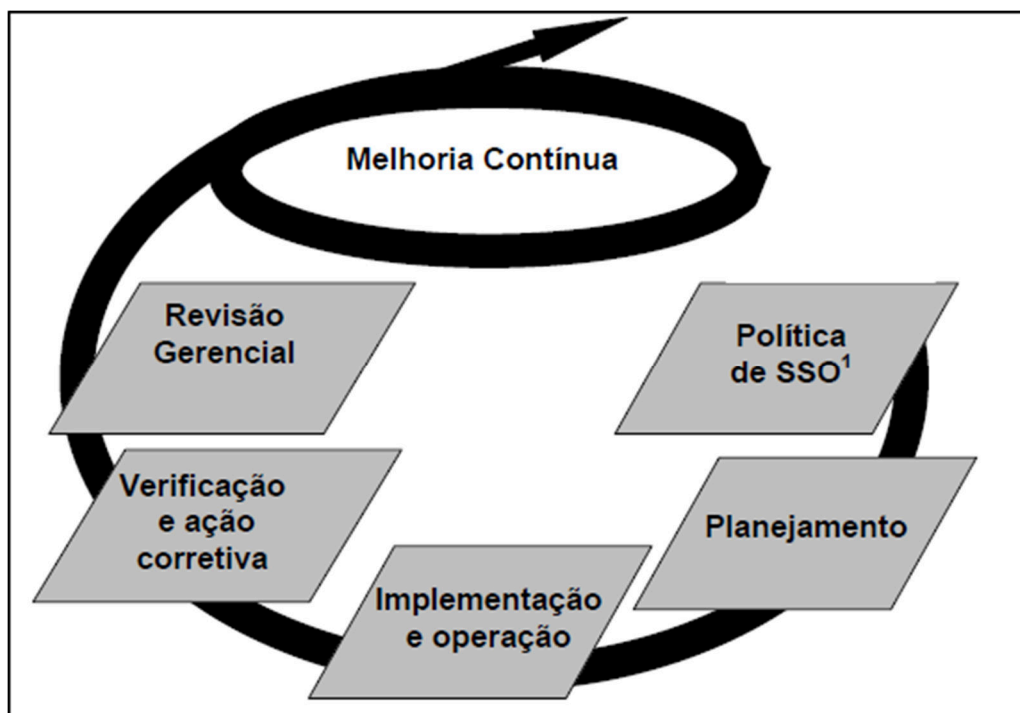 Melhoria Contínua
Revisão
Gerencial
Política
de SSO¹
Verificação
e ação
corretiva
Planejamento
Implementação
e operação